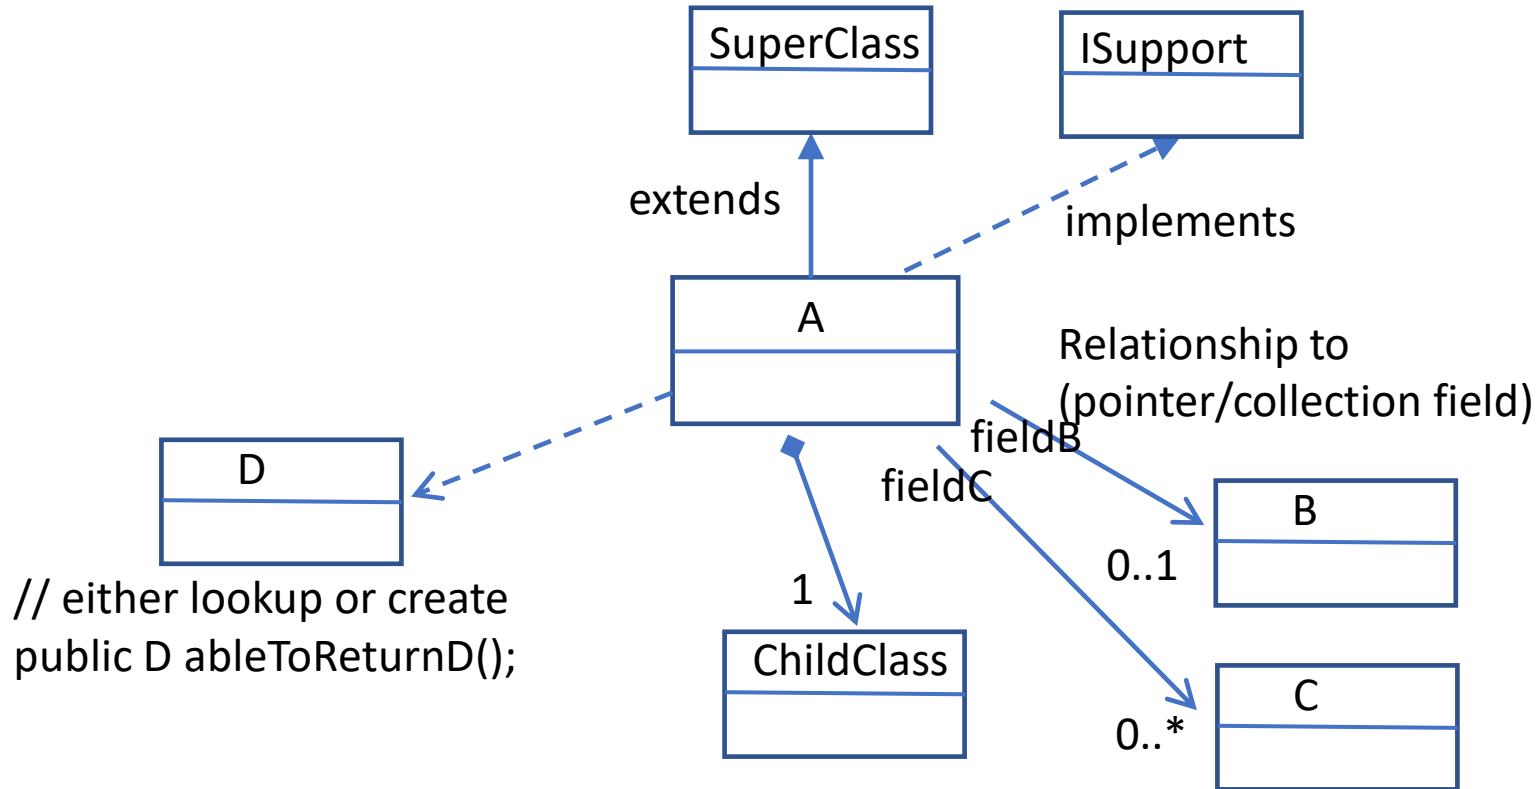 SuperClass
ISupport
extends
implements
A
Relationship to
(pointer/collection field)
fieldB
fieldC
D
B
0..1
// either lookup or create
public D ableToReturnD();
1
ChildClass
C
0..*